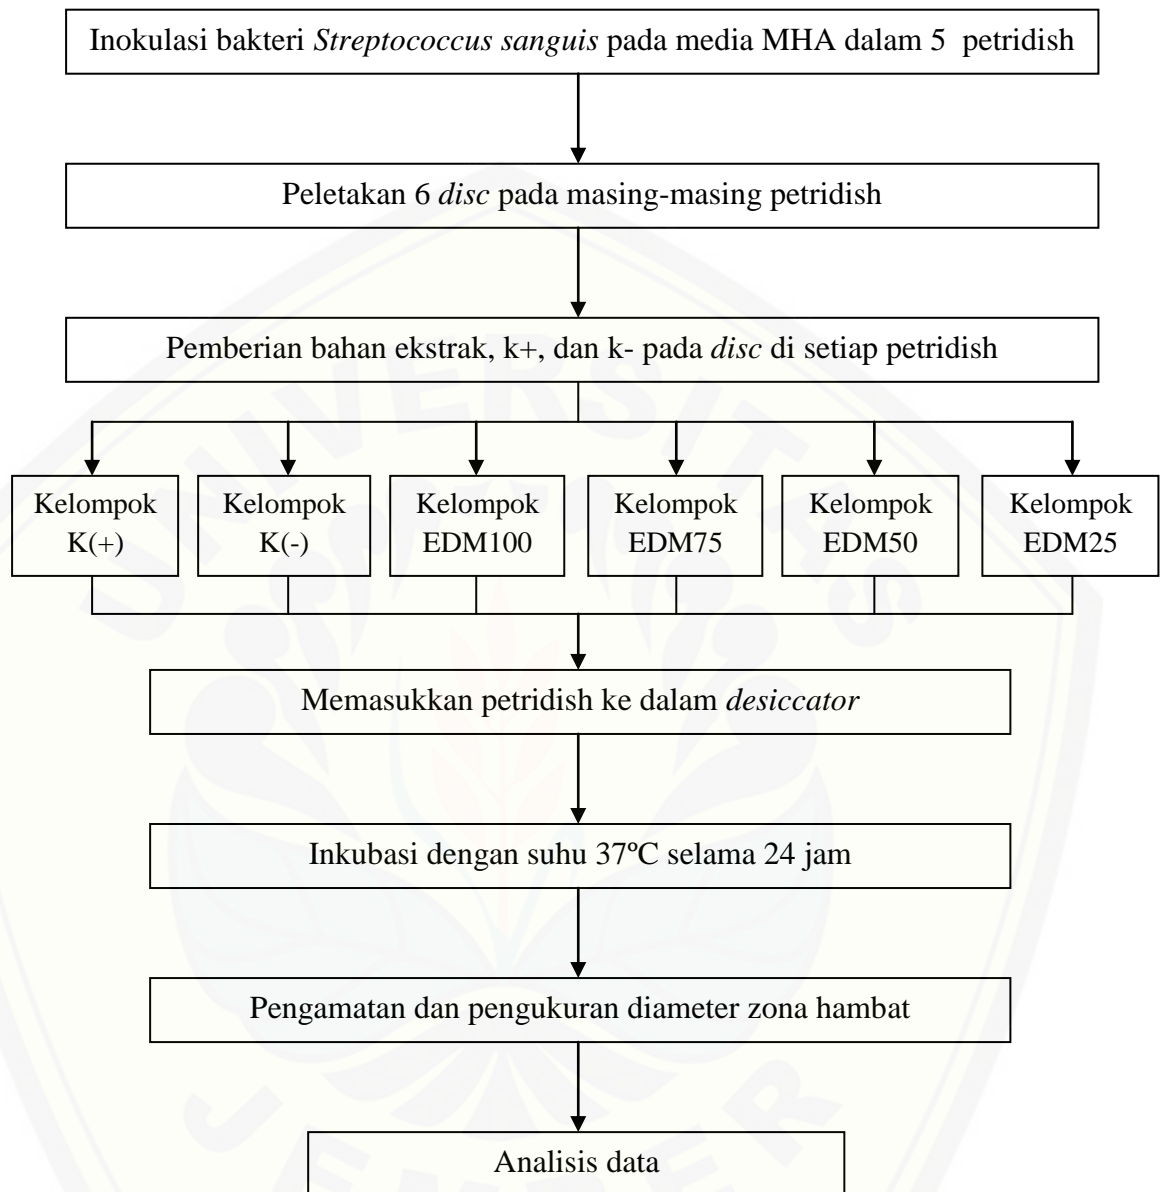 Inokulasi bakteri Streptococcus sanguis pada media MHA dalam 5 petridish
Peletakan 6 disc pada masing-masing petridish
Pemberian bahan ekstrak, k+, dan k- pada disc di setiap petridish
Kelompok
K(+)
Kelompok
K(-)
Kelompok
EDM100
Kelompok
EDM75
Kelompok
EDM50
Kelompok
EDM25
Memasukkan petridish ke dalam desiccator
Inkubasi dengan suhu 37ºC selama 24 jam
Pengamatan dan pengukuran diameter zona hambat
Analisis data
UNIVERSITAS
JEMBER